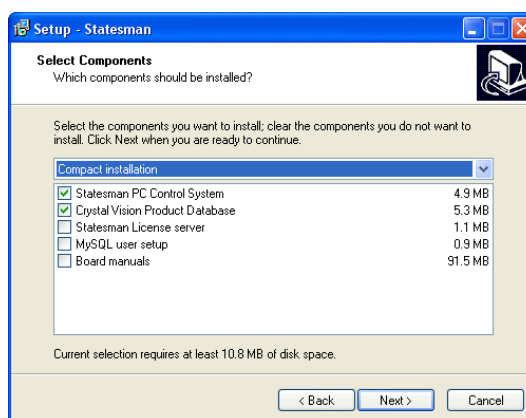 Setup - Statesman
Select Components
Which components should be installed?
Select the components you want to install; clear the components you do not want to
install. Click Next when you are ready to continue.
Compact installation
Statesman PC Control System 4.9 MB
Crystal Vision Product Database 5.3 MB
Statesman License server 1.1 MB
MySQL user setup 0.9 MB
Board manuals 91.5 MB
Current selection requires at least 10.8 MB of disk space.
< Back Next > Cancel